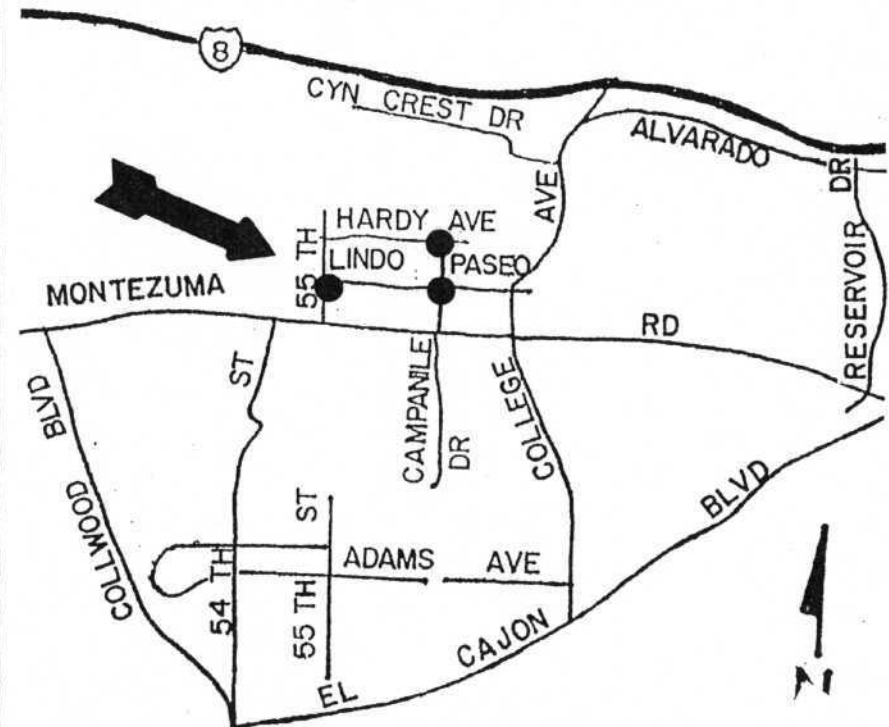 8
CYN CREST DR
ALVARADO
DR
AVE
HARDY AVE
55 TH
LINDO PASEO
MONTEZUMA
RD
RESERVOIR
ST
BLVD
COLLWOOD
CAMPANILE
DR
COLLEGE
BLVD
ST
ADAMS AVE
54 TH
55 TH
CAJON
EL
N